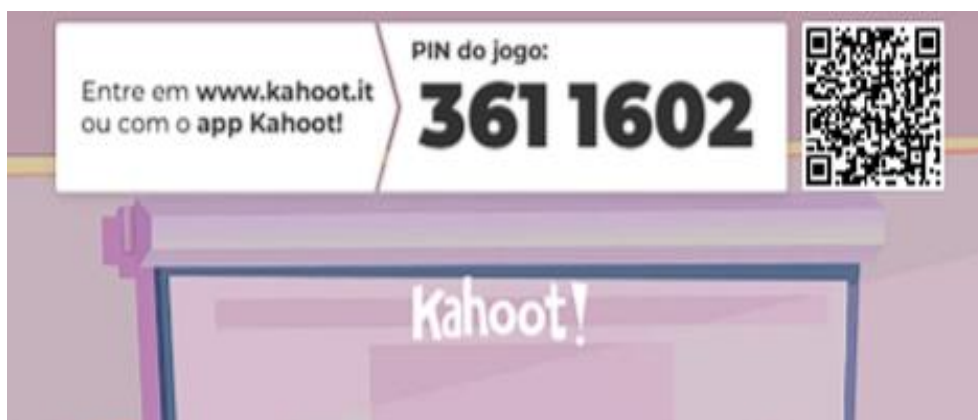 Entre em www.kahoot.it
ou com o app Kahoot!
PIN do jogo:
361 1602
Kahoot!